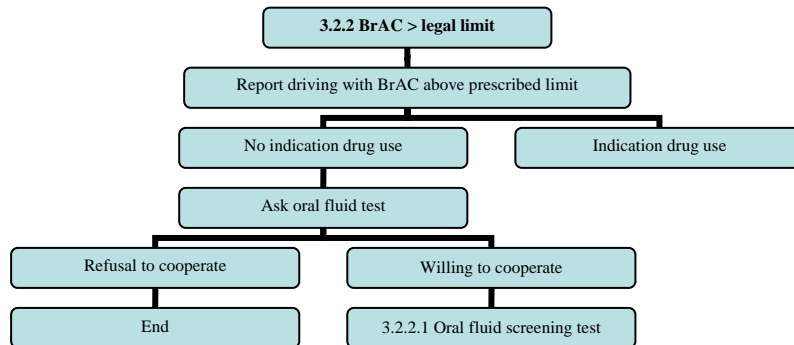 3.2.2 BrAC > legal limit
Report driving with BrAC above prescribed limit
No indication drug use
Indication drug use
Ask oral fluid test
Refusal to cooperate
Willing to cooperate
End
3.2.2.1 Oral fluid screening test